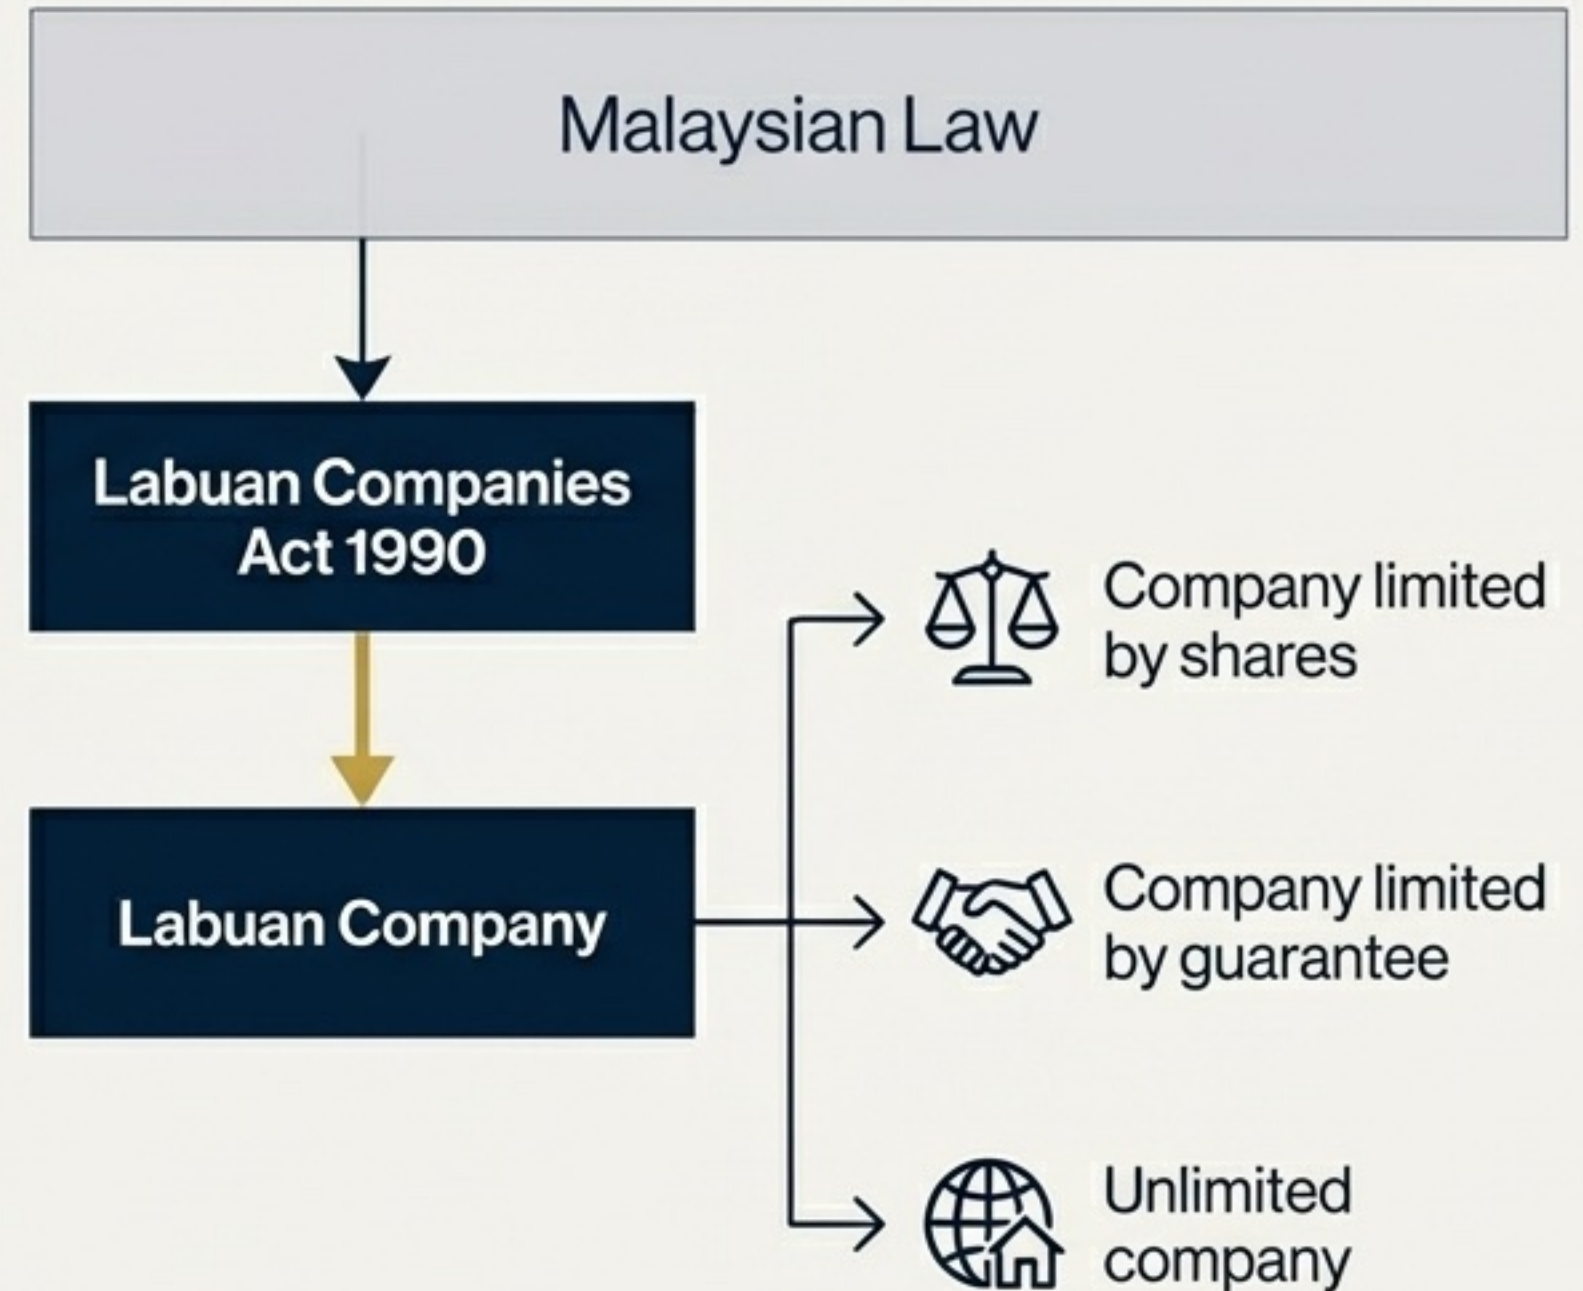 Malaysian Law
Labuan Companies
Act 1990
Labuan Company
Company limited
by shares
Company limited
by guarantee
Unlimited
company